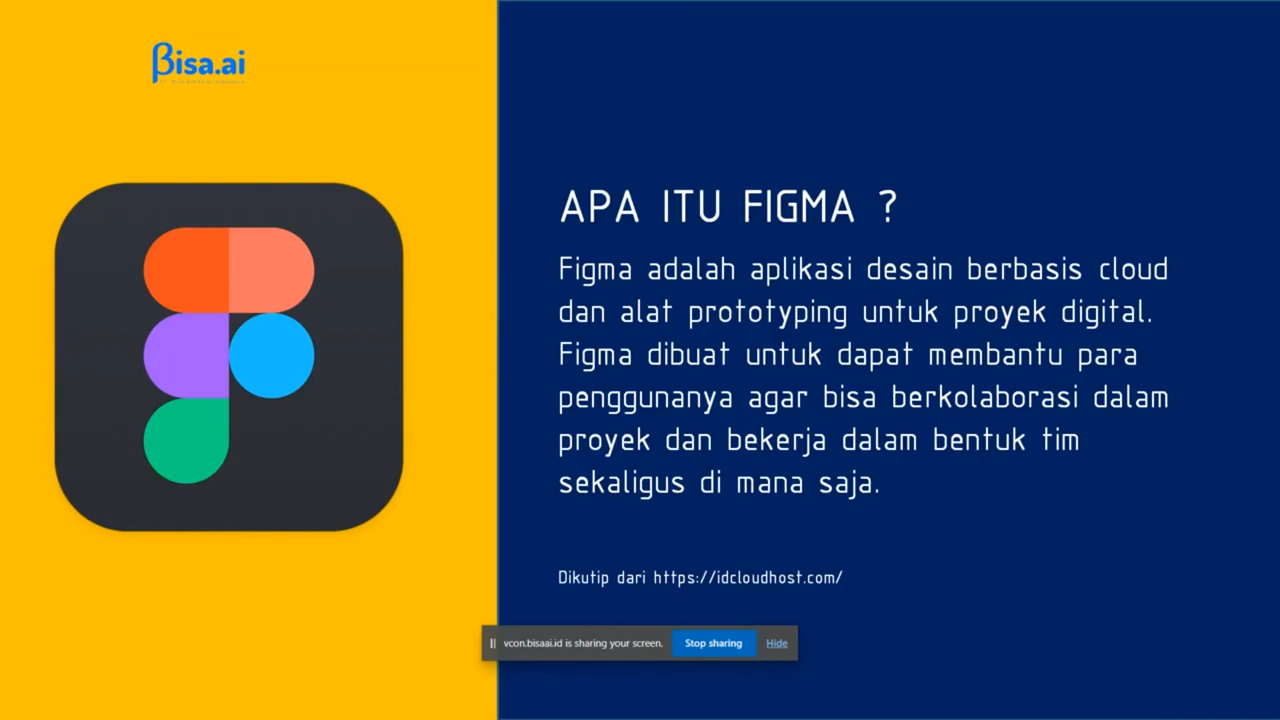 Bisa.ai
APA ITU FIGMA ?
Figma adalah aplikasi desain berbasis cloud
dan alat prototyping untuk proyek digital.
Figma dibuat untuk dapat membantu para
penggunanya agar bisa berkolaborasi dalam
proyek dan bekerja dalam bentuk tim
sekaligus di mana saja.
Dikutip dari https://idcloudhost.com/
vcon.bisaai.id is sharing your screen. Stop sharing Hide